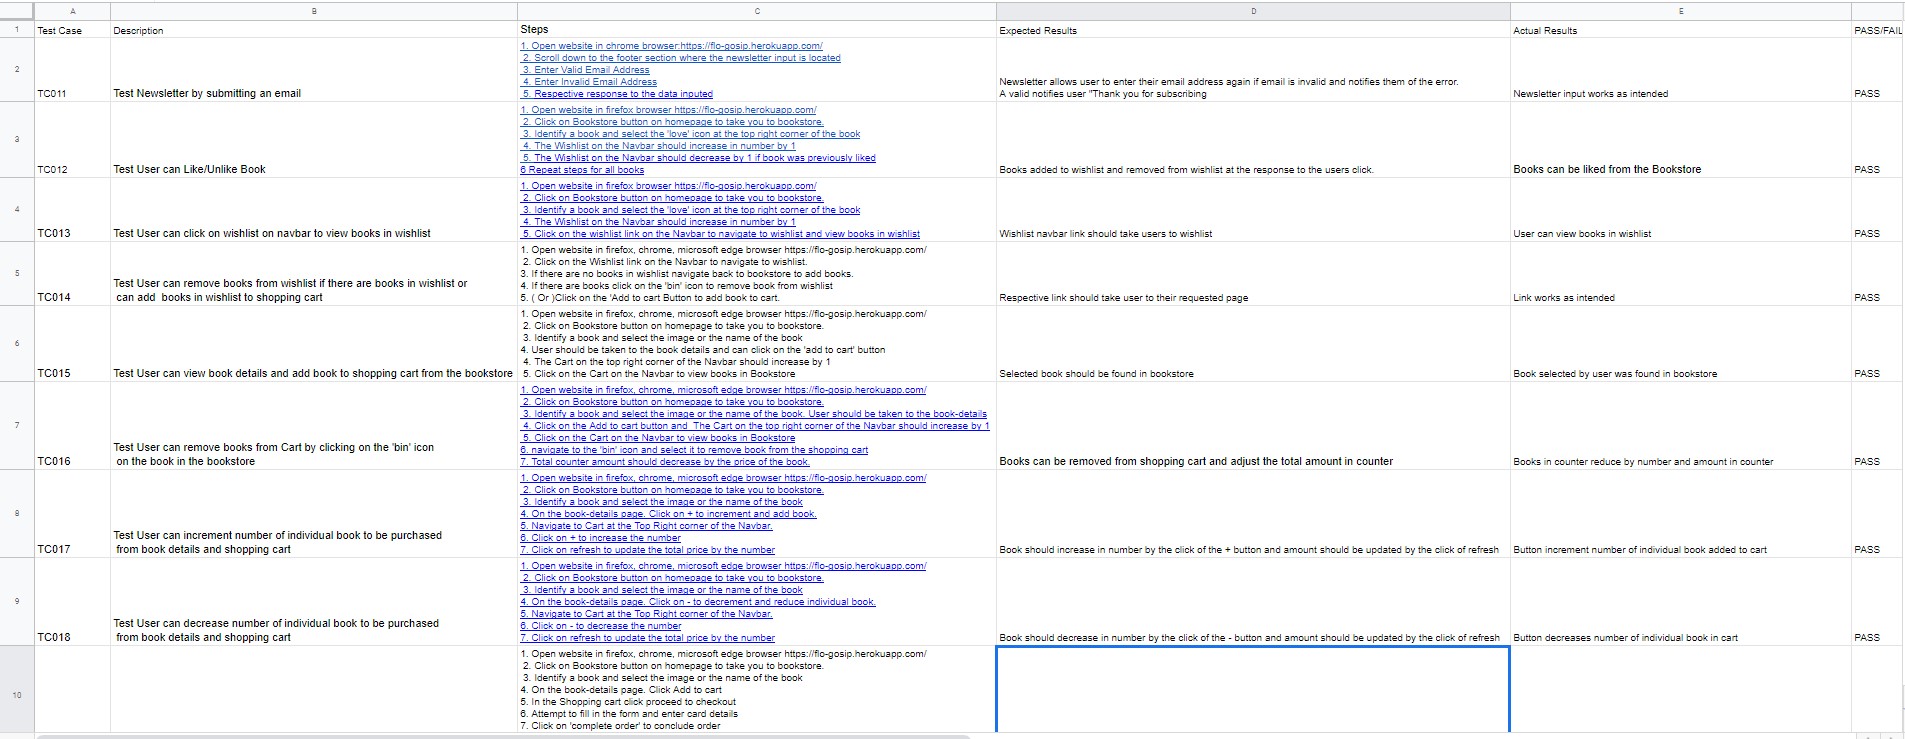 A B C D E
1 Test Case Description Steps Expected Results Actual Results PASS/FAIL
2
TC011
Test Newsletter by submitting an email
1. Open website in chrome browser:https://flo-gosip.herokuapp.com/
2. Scroll down to the footer section where the newsletter input is located
3. Enter Valid Email Address
4. Enter Invalid Email Address
5. Respective response to the data inputed
Newsletter allows user to enter their email address again if email is invalid and notifies them of the error.
A valid notifies user "Thank you for subscribing
Newsletter input works as intended
PASS
3
TC012
Test User can Like/Unlike Book
1. Open website in firefox browser https://flo-gosip.herokuapp.com/
2. Click on Bookstore button on homepage to take you to bookstore.
3. Identify a book and select the 'love' icon at the top right corner of the book
4. The Wishlist on the Navbar should increase in number by 1
5. The Wishlist on the Navbar should decrease by 1 if book was previously liked
6 Repeat steps for all books
Books added to wishlist and removed from wishlist at the response to the users click.
Books can be liked from the Bookstore
PASS
4
TC013
Test User can click on wishlist on navbar to view books in wishlist
1. Open website in firefox browser https://flo-gosip.herokuapp.com/
2. Click on Bookstore button on homepage to take you to bookstore.
3. Identify a book and select the 'love' icon at the top right corner of the book
4. The Wishlist on the Navbar should increase in number by 1
5. Click on the wishlist link on the Navbar to navigate to wishlist and view books in wishlist
Wishlist navbar link should take users to wishlist
User can view books in wishlist
PASS
5
TC014
Test User can remove books from wishlist if there are books in wishlist or
can add books in wishlist to shopping cart
1. Open website in firefox, chrome, microsoft edge browser https://flo-gosip.herokuapp.com/
2. Click on the Wishlist link on the Navbar to navigate to wishlist.
3. If there are no books in wishlist navigate back to bookstore to add books.
4. If there are books click on the 'bin' icon to remove book from wishlist
5. ( Or )Click on the 'Add to cart Button to add book to cart.
Respective link should take user to their requested page
Link works as intended
PASS
6
TC015
Test User can view book details and add book to shopping cart from the bookstore
1. Open website in firefox, chrome, microsoft edge browser https://flo-gosip.herokuapp.com/
2. Click on Bookstore button on homepage to take you to bookstore.
3. Identify a book and select the image or the name of the book
4. User should be taken to the book details and can click on the 'add to cart' button
4. The Cart on the top right corner of the Navbar should increase by 1
5. Click on the Cart on the Navbar to view books in Bookstore
Selected book should be found in bookstore
Book selected by user was found in bookstore
PASS
7
TC016
Test User can remove books from Cart by clicking on the 'bin' icon
on the book in the bookstore
1. Open website in firefox, chrome, microsoft edge browser https://flo-gosip.herokuapp.com/
2. Click on Bookstore button on homepage to take you to bookstore.
3. Identify a book and select the image or the name of the book. User should be taken to the book-details
4. Click on the Add to cart button and The Cart on the top right corner of the Navbar should increase by 1
5. Click on the Cart on the Navbar to view books in Bookstore
6. navigate to the 'bin' icon and select it to remove book from the shopping cart
7. Total counter amount should decrease by the price of the book.
Books can be removed from shopping cart and adjust the total amount in counter
Books in counter reduce by number and amount in counter
PASS
8
TC017
Test User can increment number of individual book to be purchased
from book details and shopping cart
1. Open website in firefox, chrome, microsoft edge browser https://flo-gosip.herokuapp.com/
2. Click on Bookstore button on homepage to take you to bookstore.
3. Identify a book and select the image or the name of the book
4. On the book-details page. Click on + to increment and add book.
5. Navigate to Cart at the Top Right corner of the Navbar.
6. Click on + to increase the number
7. Click on refresh to update the total price by the number
Book should increase in number by the click of the + button and amount should be updated by the click of refresh
Button increment number of individual book added to cart
PASS
9
TC018
Test User can decrease number of individual book to be purchased
from book details and shopping cart
1. Open website in firefox, chrome, microsoft edge browser https://flo-gosip.herokuapp.com/
2. Click on Bookstore button on homepage to take you to bookstore.
3. Identify a book and select the image or the name of the book
4. On the book-details page. Click on - to decrement and reduce individual book.
5. Navigate to Cart at the Top Right corner of the Navbar.
6. Click on - to decrease the number
7. Click on refresh to update the total price by the number
Book should decrease in number by the click of the - button and amount should be updated by the click of refresh
Button decreases number of individual book in cart
PASS
10
1. Open website in firefox, chrome, microsoft edge browser https://flo-gosip.herokuapp.com/
2. Click on Bookstore button on homepage to take you to bookstore.
3. Identify a book and select the image or the name of the book
4. On the book-details page. Click Add to cart
5. In the Shopping cart click proceed to checkout
6. Attempt to fill in the form and enter card details
7. Click on 'complete order' to conclude order